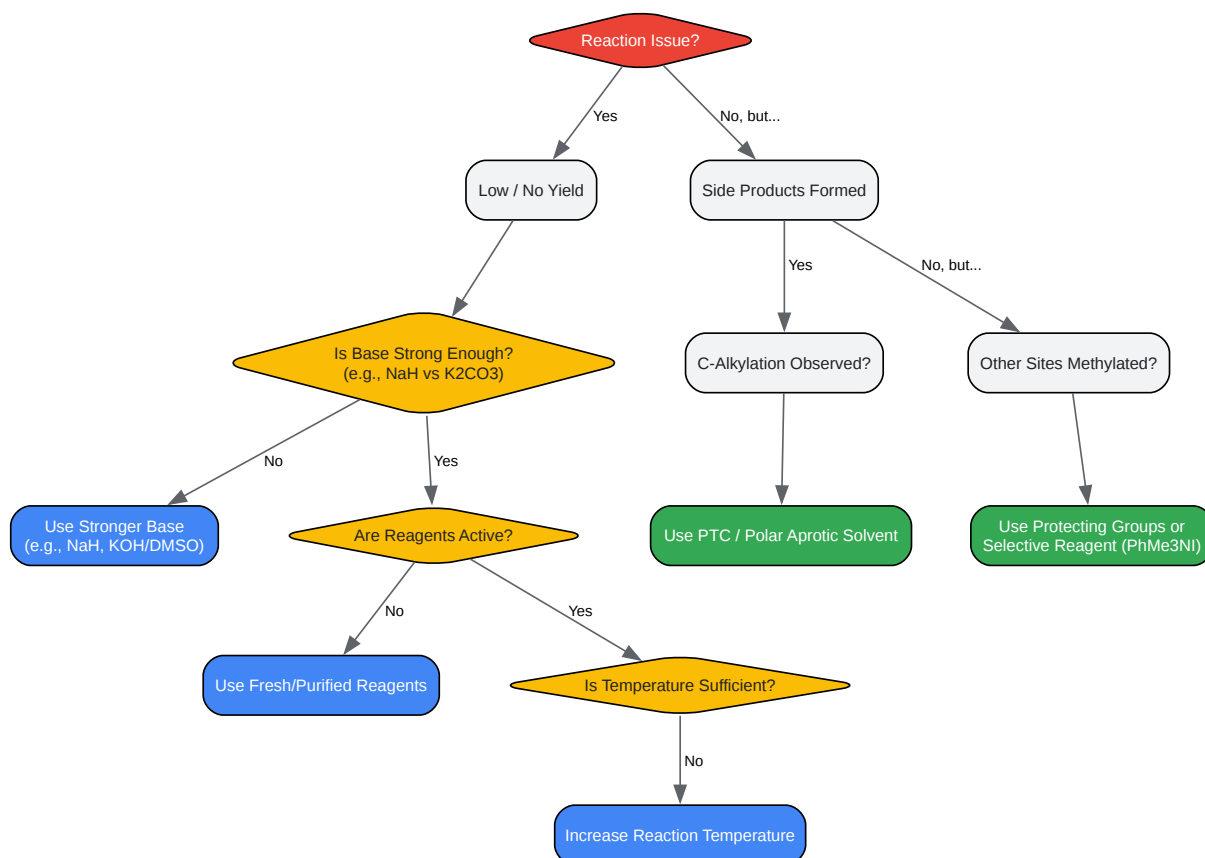 Reaction Issue?
Yes
No, but...
Low / No Yield
Side Products Formed
Yes
No, but...
Is Base Strong Enough?
(e.g., NaH vs K2CO3)
C-Alkylation Observed?
Other Sites Methylated?
No
Yes
Use Stronger Base
(e.g., NaH, KOH/DMSO)
Are Reagents Active?
Use PTC / Polar Aprotic Solvent
Use Protecting Groups or
Selective Reagent (PhMe3NI)
No
Yes
Use Fresh/Purified Reagents
Is Temperature Sufficient?
No
Increase Reaction Temperature